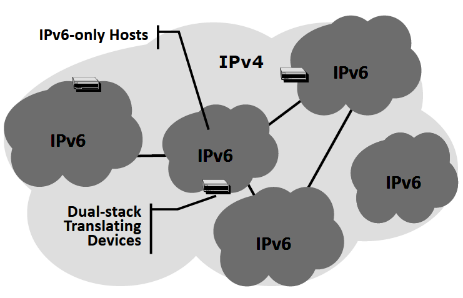 IPv6-only Hosts
IPv4
IPv6
IPv6
IPv6
IPv6
Dual-stack
Translating
Devices
IPv6